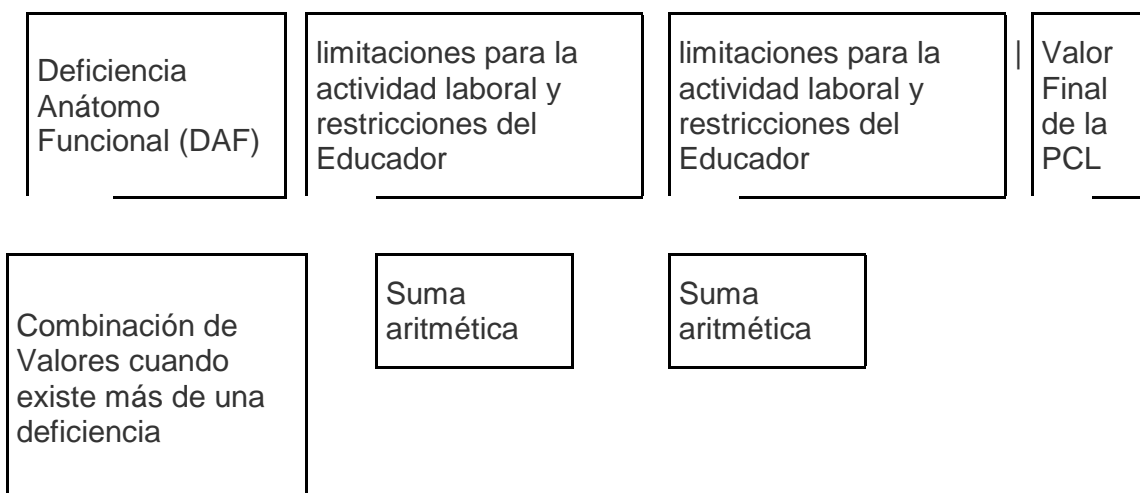 Deficiencia
Anátomo
Funcional (DAF)
limitaciones para la
actividad laboral y
restricciones del
Educador
limitaciones para la
actividad laboral y
restricciones del
Educador
|
Valor
Final
de la
PCL
Combinación de
Valores cuando
existe más de una
deficiencia
Suma
aritmética
Suma
aritmética